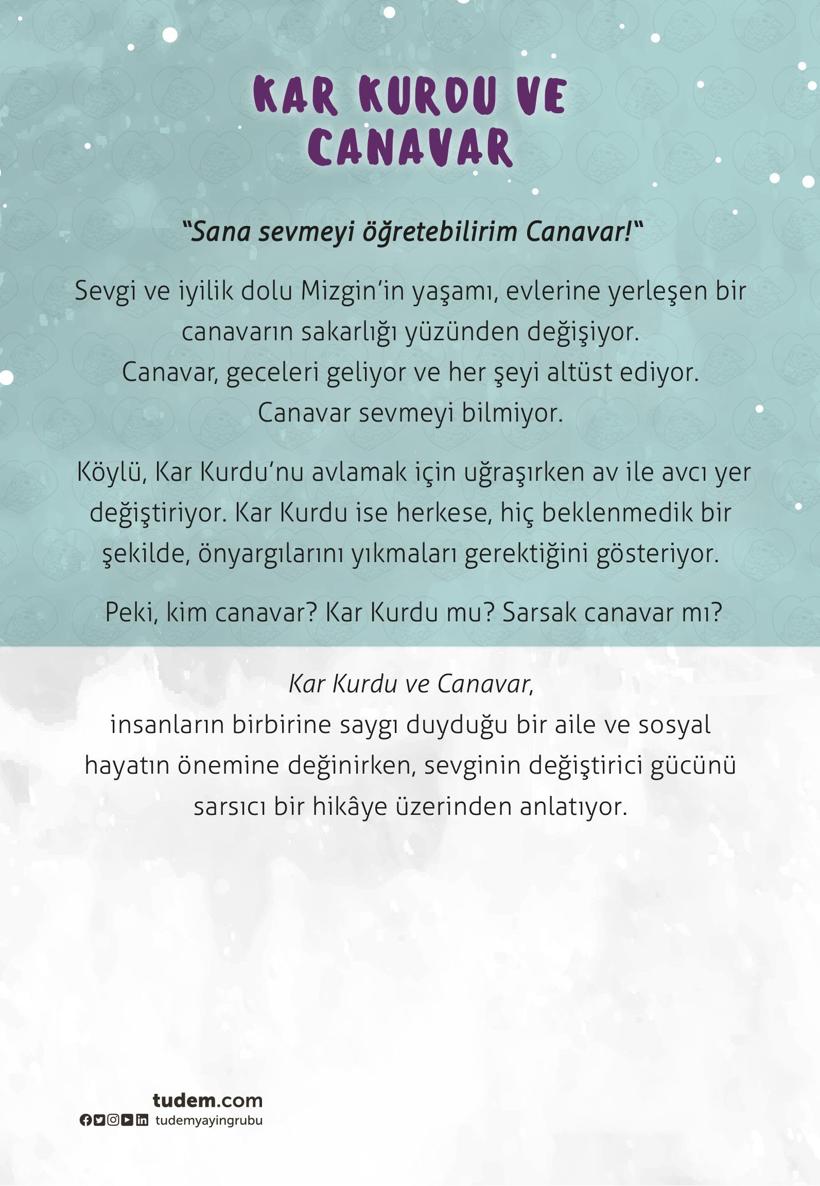 KAR KURDU VE
CANAVAR
“Sana sevmeyi öğretebilirim Canavar!“
Sevgi ve iyilik dolu Mizgin’in yaşamı, evlerine yerleşen bir
canavarın sakarlığı yüzünden değişiyor.
Canavar, geceleri geliyor ve her şeyi altüst ediyor.
Canavar sevmeyi bilmiyor.
Köylü, Kar Kurdu’nu avlamak için uğraşırken av ile avcı yer
değiştiriyor. Kar Kurdu ise herkese, hiç beklenmedik bir
şekilde, önyargılarını yıkmaları gerektiğini gösteriyor.
Peki, kim canavar? Kar Kurdu mu? Sarsak canavar mı?
Kar Kurdu ve Canavar,
insanların birbirine saygı duyduğu bir aile ve sosyal
hayatın önemine değinirken, sevginin değiştirici gücünü
sarsıcı bir hikâye üzerinden anlatıyor.
tudem.com
tudemyayingrubu